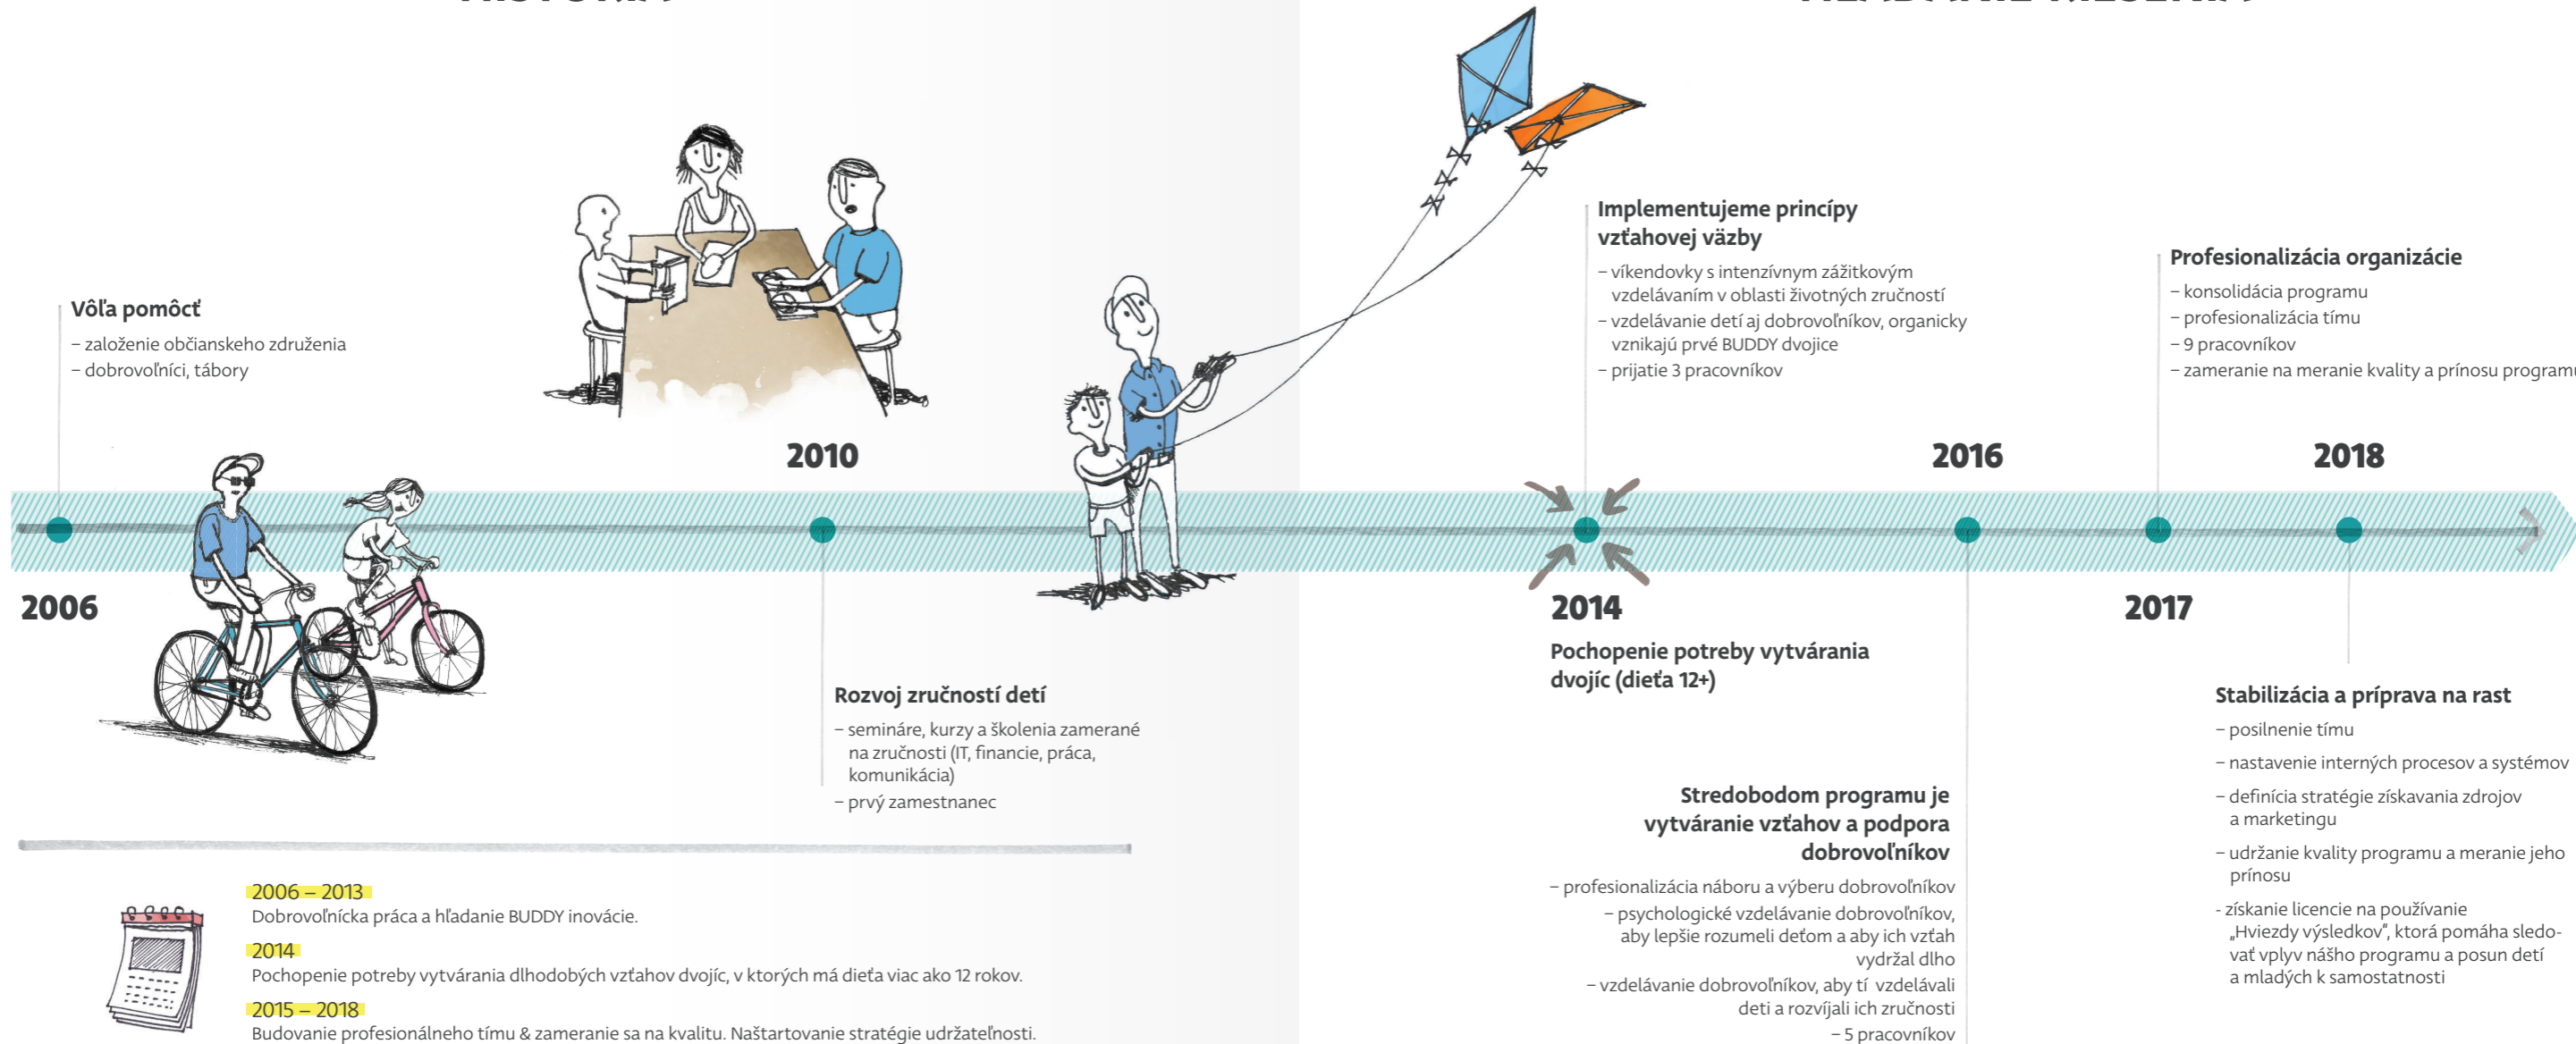 Vôľa pomôcť
– založenie občianskeho združenia
– dobrovoľníci, tábory
2006
2010
Rozvoj zručností detí
– semináre, kurzy a školenia zamerané
na zručnosti (IT, financie, práca,
komunikácia)
– prvý zamestnanec
Implementujeme princípy
vzťahovej väzby
– víkendovky s intenzívnym zážitkovým
vzdelávaním v oblasti životných zručností
– vzdelávanie detí aj dobrovoľníkov, organicky
vznikajú prvé BUDDY dvojice
– prijatie 3 pracovníkov
2014
Pochopenie potreby vytvárania
dvojíc (dieťa 12+)
2016
Stredobodom programu je
vytváranie vzťahov a podpora
dobrovoľníkov
– profesionalizácia náboru a výberu dobrovoľníkov
– psychologické vzdelávanie dobrovoľníkov,
aby lepšie rozumeli deťom a aby ich vzťah
vydržal dlho
– vzdelávanie dobrovoľníkov, aby tí vzdelávali
deti a rozvíjali ich zručnosti
– 5 pracovníkov
Profesionalizácia organizácie
– konsolidácia programu
– profesionalizácia tímu
– 9 pracovníkov
– zameranie na meranie kvality a prínosu programu
2017
2018
Stabilizácia a príprava na rast
– posilnenie tímu
– nastavenie interných procesov a systémov
– definícia stratégie získavania zdrojov
a marketingu
– udržanie kvality programu a meranie jeho
prínosu
- získanie licencie na používanie
„Hviezdy výsledkov“, ktorá pomáha sledo-
vať vplyv nášho programu a posun detí
a mladých k samostatnosti
2006 – 2013
Dobrovoľnícka práca a hľadanie BUDDY inovácie.
2014
Pochopenie potreby vytvárania dlhodobých vzťahov dvojíc, v ktorých má dieťa viac ako 12 rokov.
2015 – 2018
Budovanie profesionálneho tímu & zameranie sa na kvalitu. Naštartovanie stratégie udržateľnosti.